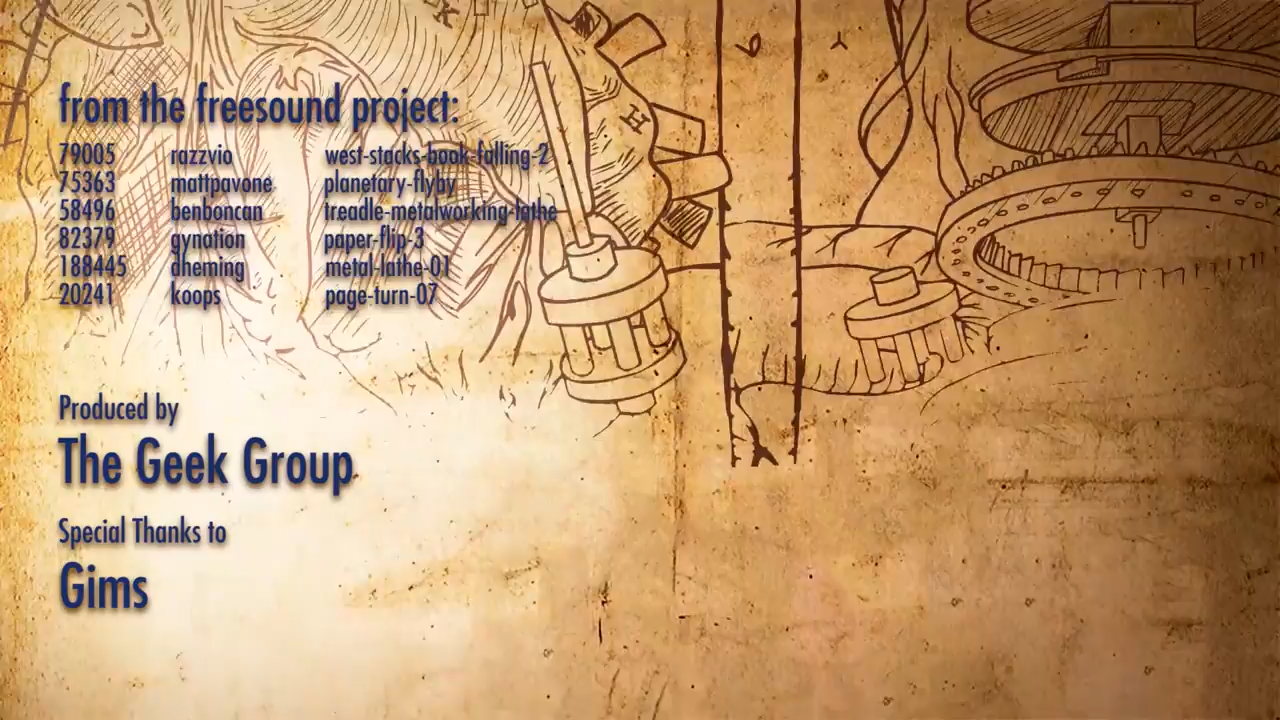 from the freesound project:
79005 razzvio west-stacks-book-falling-2
75363 mattpavone planetary-flyby
58496 benboncan treadle-metalworking-lathe
82379 gynation paper-flip-3
188445 dheming metal-lathe-01
20241 koops page-turn-07
Produced by
The Geek Group
Special Thanks to
Gims